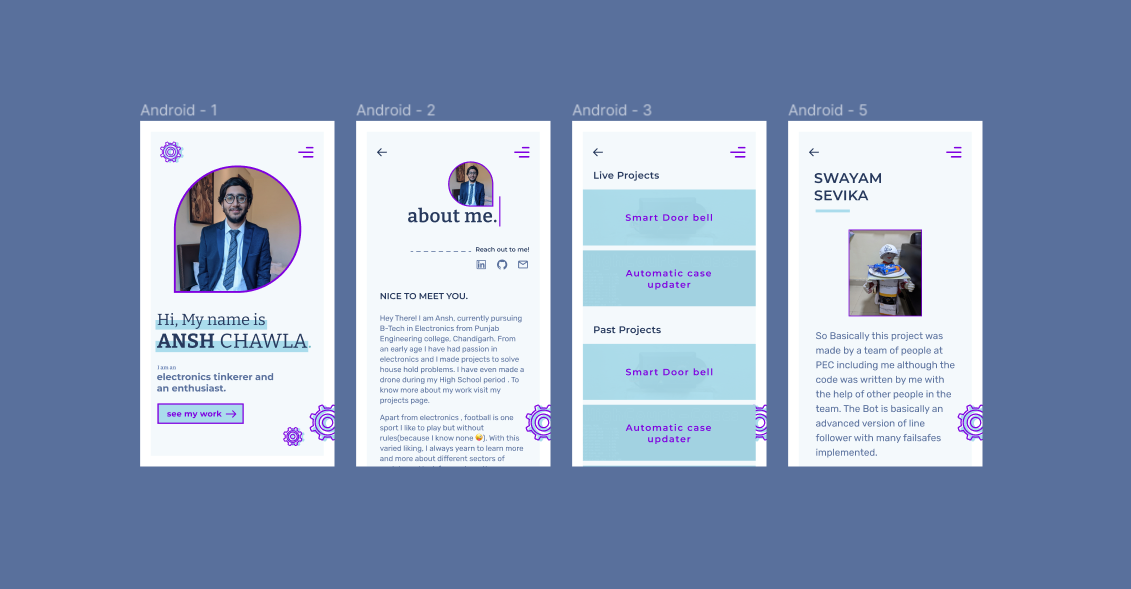 Android - 1
Hi, My name is
ANSH CHAWLA.
I am an
electronics tinkerer and
an enthusiast.
see my work
Android - 2
about me.
Reach out to me!
in
NICE TO MEET YOU.
Hey There! I am Ansh, currently pursuing
B-Tech in Electronics from Punjab
Engineering college, Chandigarh. From
an early age I have had passion in
electronics and I made projects to solve
house hold problems. I have even made a
drone during my High School period . To
know more about my work visit my
projects page.
Apart from electronics , football is one
sport I like to play but without
rules(because I know none 😝). With this
varied liking, I always yearn to learn more
and more about different sectors of
Android - 3
Live Projects
Smart Door bell
Automatic case
updater
Past Projects
Smart Door bell
Automatic case
updater
Android - 5
SWAYAM
SEVIKA
So Basically this project was
made by a team of people at
PEC including me although the
code was written by me with
the help of other people in the
team. The Bot is basically an
advanced version of line
follower with many failsafes
implemented.